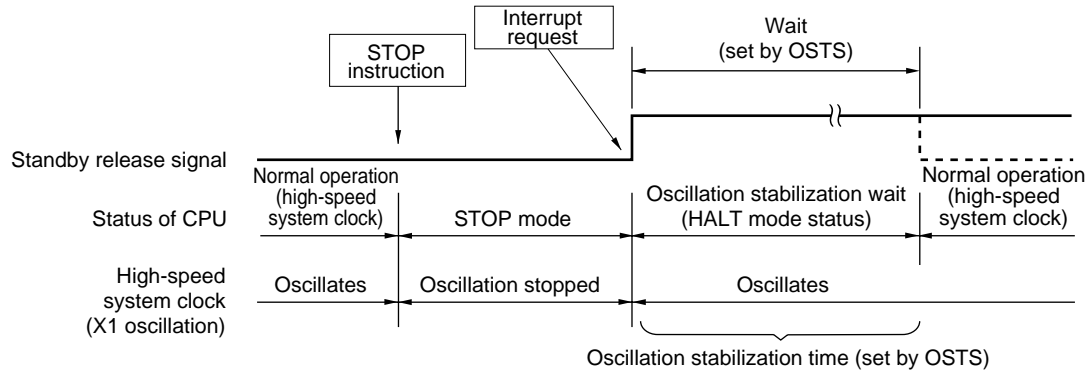 Interrupt
request
STOP
instruction
Wait
(set by OSTS)
Standby release signal
Normal operation
(high-speed
system clock)
Normal operation
(high-speed
system clock)
Status of CPU
STOP mode
Oscillation stabilization wait
(HALT mode status)
High-speed
system clock
(X1 oscillation)
Oscillates
Oscillation stopped
Oscillates
Oscillation stabilization time (set by OSTS)